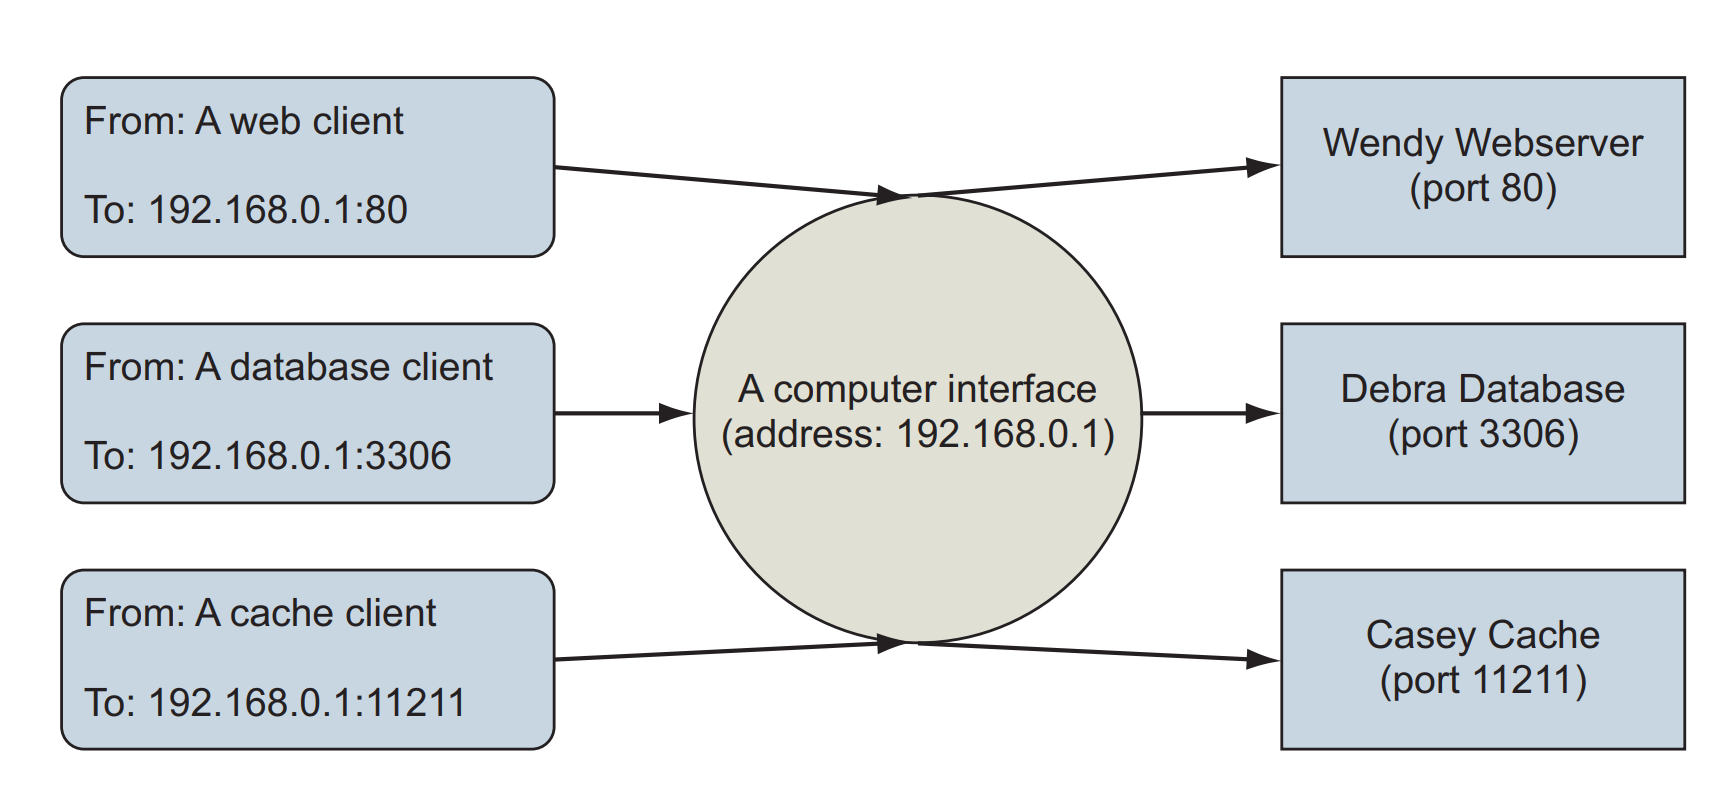 From: A web client
To: 192.168.0.1:80
From: A database client
To: 192.168.0.1:3306
From: A cache client
To: 192.168.0.1:11211
A computer interface
(address: 192.168.0.1)
Wendy Webserver
(port 80)
Debra Database
(port 3306)
Casey Cache
(port 11211)